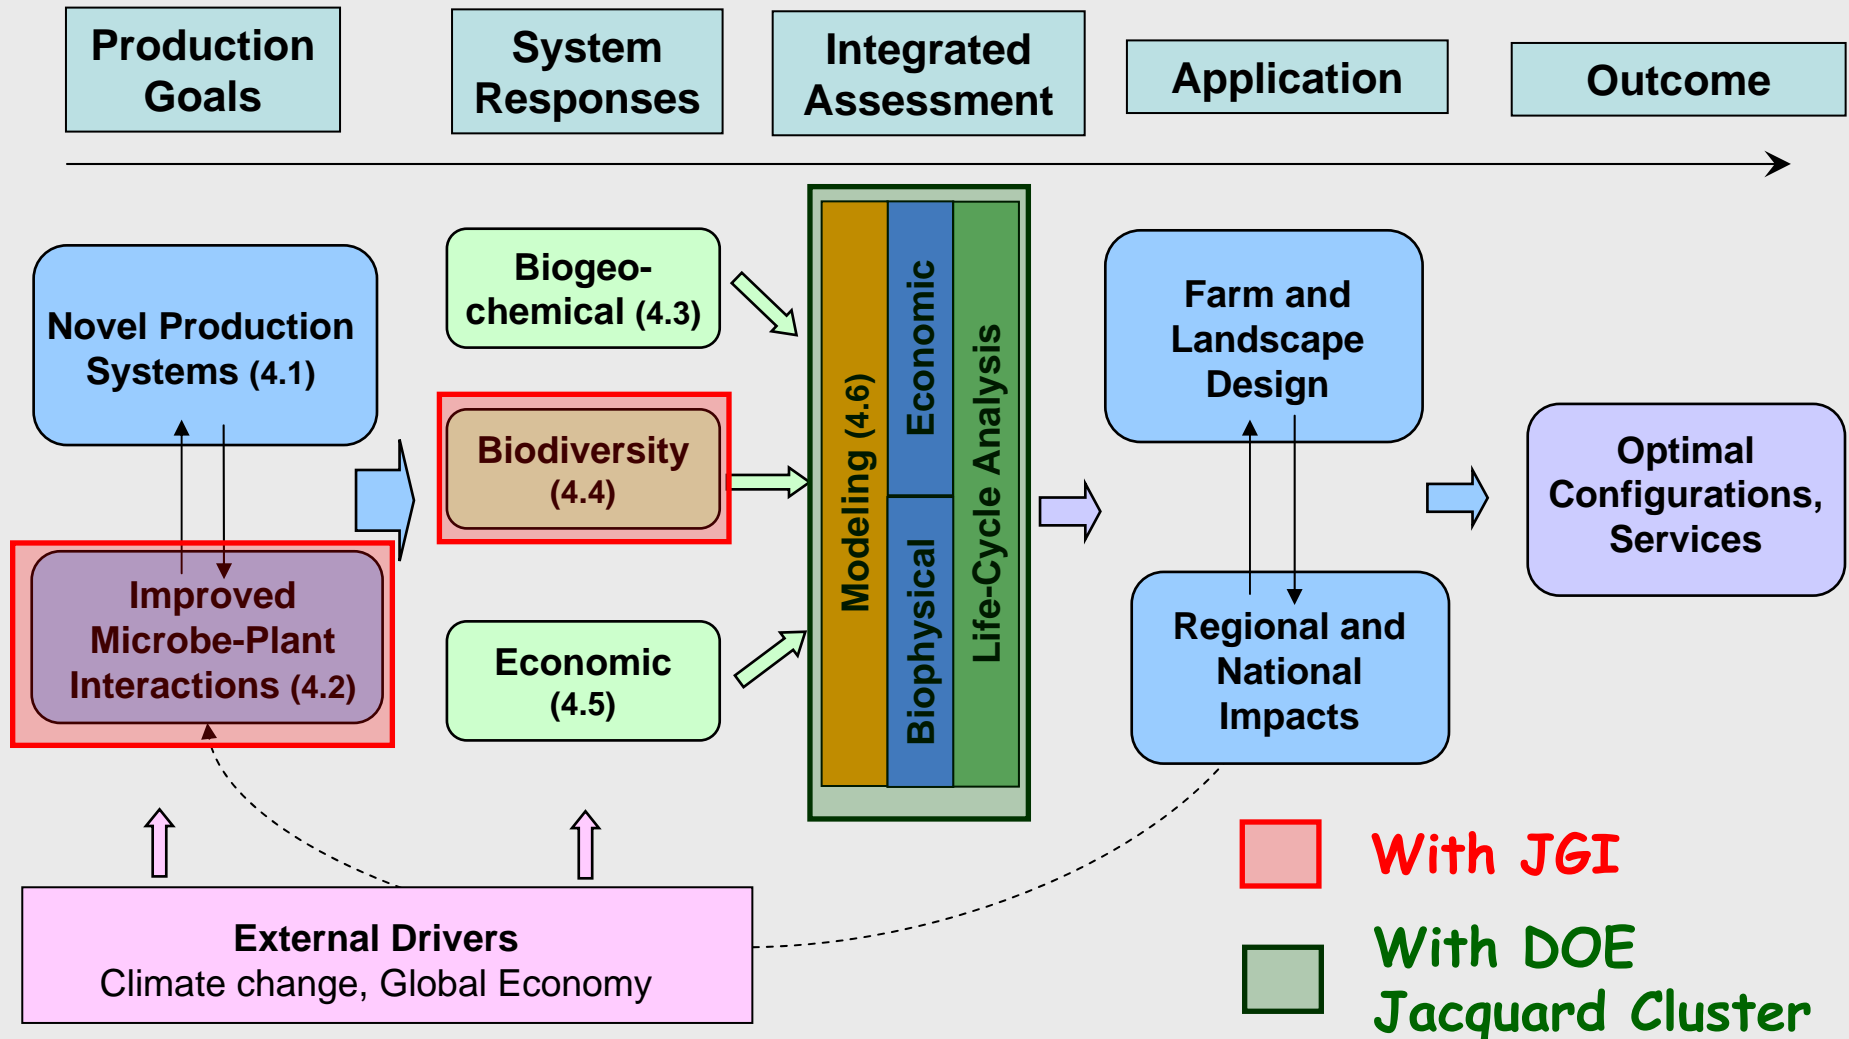 Production
Goals
System
Responses
Integrated
Assessment
Application
Outcome
Novel Production
Systems (4.1)
Improved
Microbe-Plant
Interactions (4.2)
Biogeo-
chemical (4.3)
Biodiversity
(4.4)
Economic
(4.5)
Modeling (4.6)
Economic
Biophysical
Life-Cycle Analysis
Farm and
Landscape
Design
Regional and
National
Impacts
Optimal
Configurations,
Services
External Drivers
Climate change, Global Economy
With JGI
With DOE
Jacquard Cluster